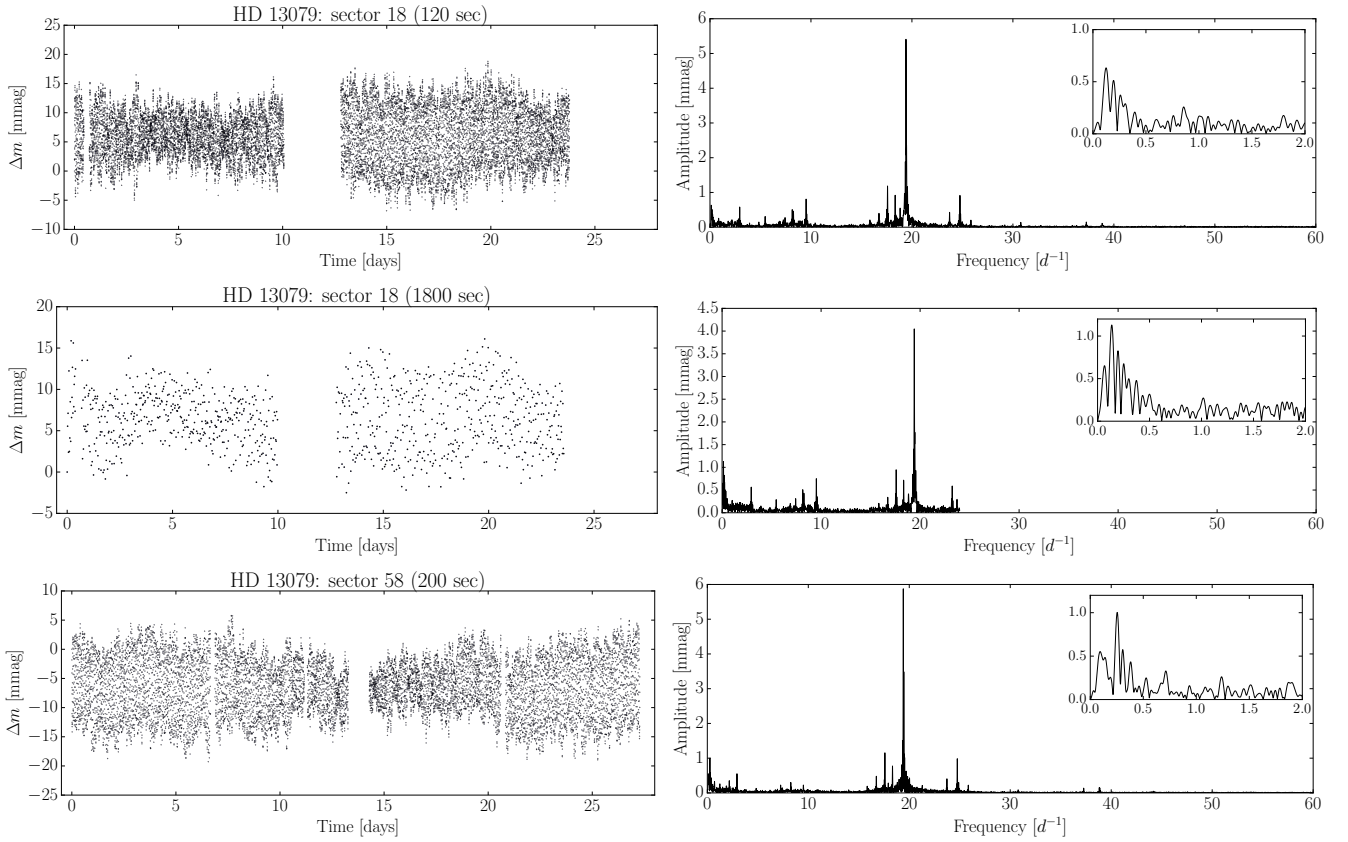 HD 13079: sector 18 (120 sec)
25
20
15
10
5
0
−5
−10
Δm [mmag]
0 5 10 15 20 25
Time [days]
6
5
4
3
2
1
0
Amplitude [mmag]
0 10 20 30 40 50 60
Frequency [d−1]
1.0
0.5
0.0
0.0 0.5 1.0 1.5 2.0
HD 13079: sector 18 (1800 sec)
20
15
10
5
0
−5
Δm [mmag]
0 5 10 15 20 25
Time [days]
4.5
4.0
3.5
3.0
2.5
2.0
1.5
1.0
0.5
0.0
Amplitude [mmag]
0 10 20 30 40 50 60
Frequency [d−1]
1.0
0.5
0.0
0.0 0.5 1.0 1.5 2.0
HD 13079: sector 58 (200 sec)
10
5
0
−5
−10
−15
−20
−25
Δm [mmag]
0 5 10 15 20 25
Time [days]
6
5
4
3
2
1
0
Amplitude [mmag]
0 10 20 30 40 50 60
Frequency [d−1]
1.0
0.5
0.0
0.0 0.5 1.0 1.5 2.0